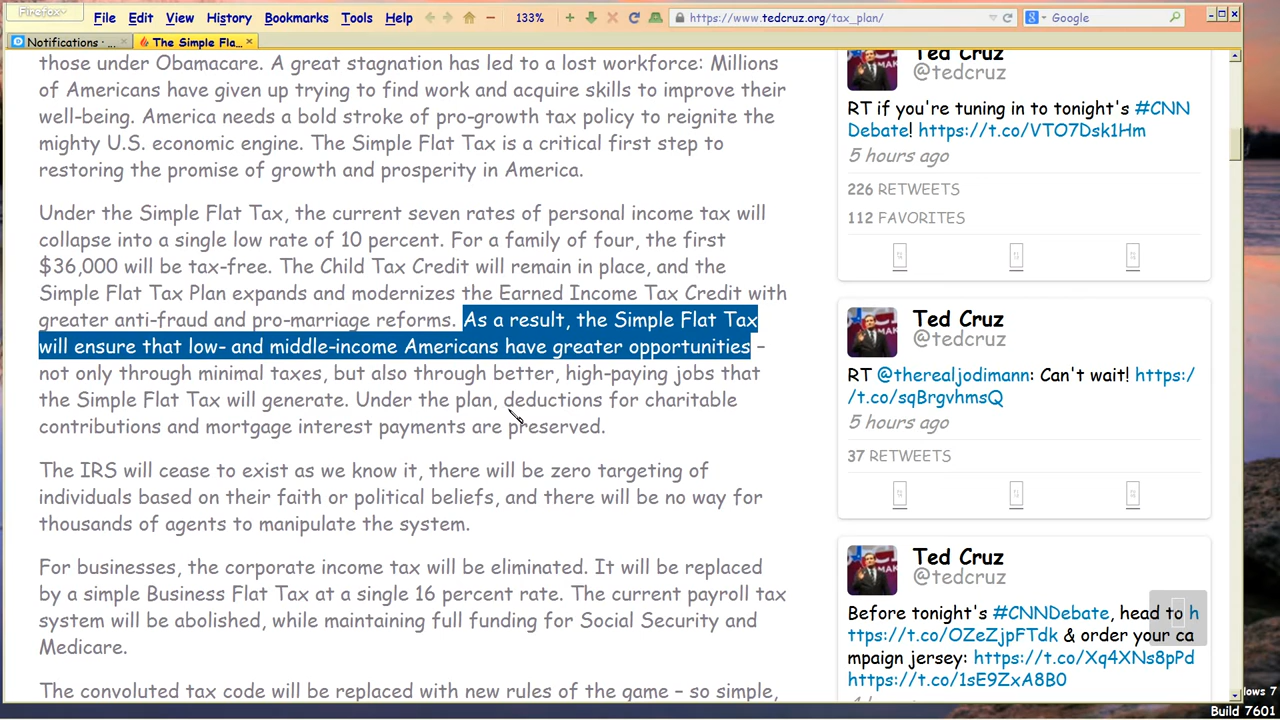 Firefox
File Edit View History Bookmarks Tools Help
133%
https://www.tedcruz.org/tax_plan/
Google
Notifications · ...
The Simple Fla...
those under Obamacare. A great stagnation has led to a lost workforce: Millions
of Americans have given up trying to find work and acquire skills to improve their
well-being. America needs a bold stroke of pro-growth tax policy to reignite the
mighty U.S. economic engine. The Simple Flat Tax is a critical first step to
restoring the promise of growth and prosperity in America.
Under the Simple Flat Tax, the current seven rates of personal income tax will
collapse into a single low rate of 10 percent. For a family of four, the first
$36,000 will be tax-free. The Child Tax Credit will remain in place, and the
Simple Flat Tax Plan expands and modernizes the Earned Income Tax Credit with
greater anti-fraud and pro-marriage reforms. As a result, the Simple Flat Tax
will ensure that low- and middle-income Americans have greater opportunities –
not only through minimal taxes, but also through better, high-paying jobs that
the Simple Flat Tax will generate. Under the plan, deductions for charitable
contributions and mortgage interest payments are preserved.
The IRS will cease to exist as we know it, there will be zero targeting of
individuals based on their faith or political beliefs, and there will be no way for
thousands of agents to manipulate the system.
For businesses, the corporate income tax will be eliminated. It will be replaced
by a simple Business Flat Tax at a single 16 percent rate. The current payroll tax
system will be abolished, while maintaining full funding for Social Security and
Medicare.
The convoluted tax code will be replaced with new rules of the game – so simple,
Ted Cruz
@tedcruz
RT if you're tuning in to tonight's #CNN
Debate! https://t.co/VTO7Dsk1Hm
5 hours ago
226 RETWEETS
112 FAVORITES
Ted Cruz
@tedcruz
RT @therealjodimann: Can't wait! https:/
/t.co/sqBrgvhmsQ
5 hours ago
37 RETWEETS
Ted Cruz
@tedcruz
Before tonight's #CNNDebate, head to h
ttps://t.co/OZeZjpFTdk & order your ca
mpaign jersey: https://t.co/Xq4XNs8pPd
https://t.co/1sE9ZxA8B0
lows 7
Build 7601